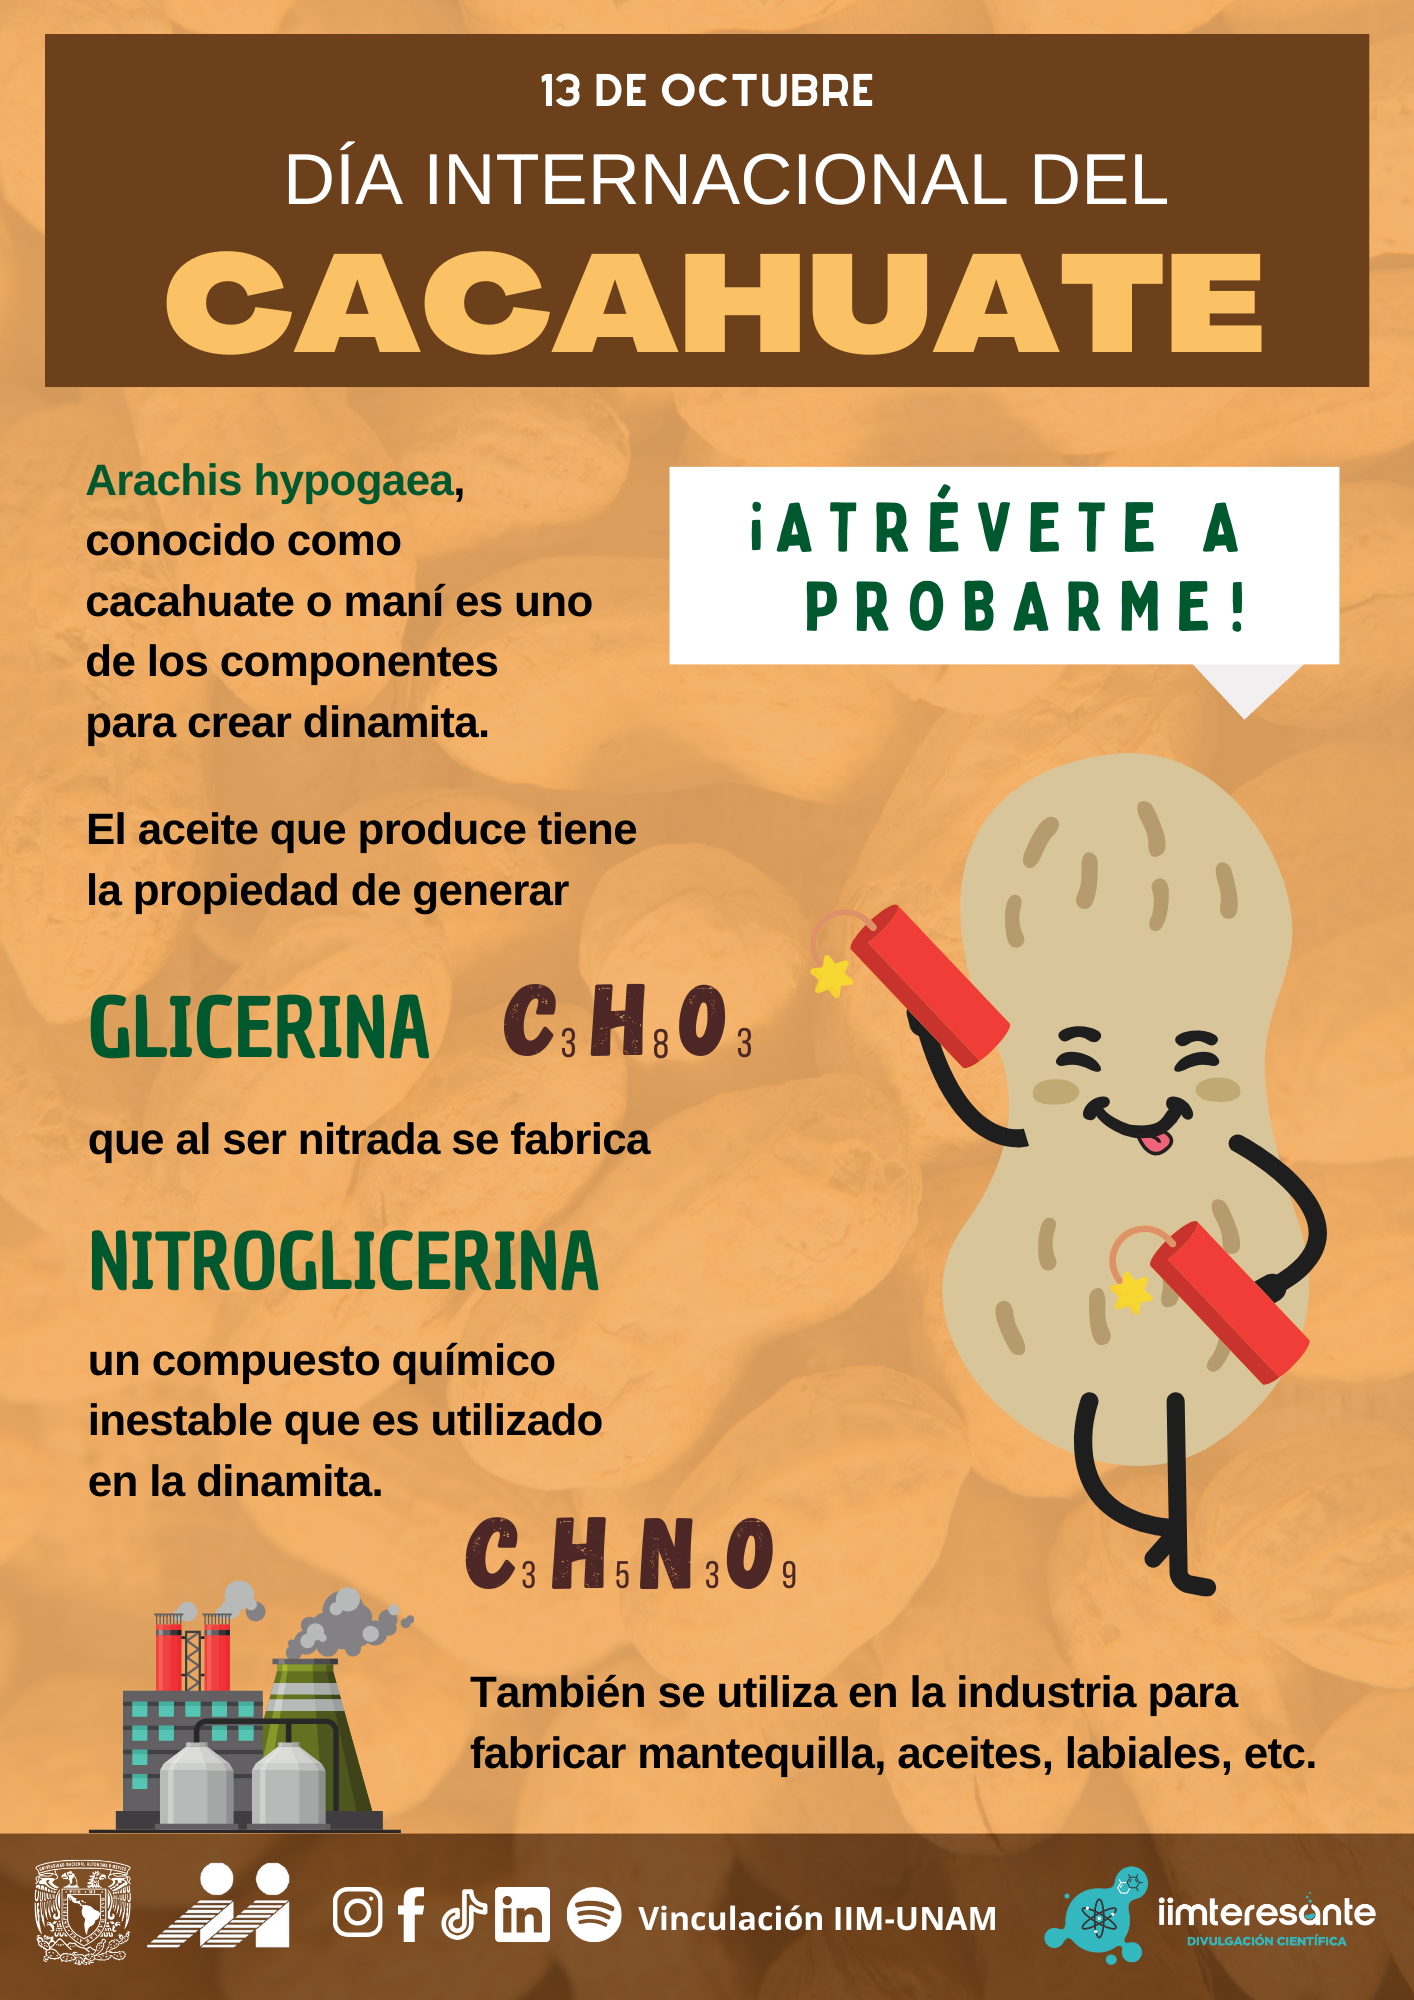 13 DE OCTUBRE
DÍA INTERNACIONAL DEL
CACAHUATE
Arachis hypogaea,
conocido como
cacahuate o maní es uno
de los componentes
para crear dinamita.
¡ATRÉVETE A
PROBARME!
El aceite que produce tiene
la propiedad de generar
GLICERINA C3H8O3
que al ser nitrada se fabrica
NITROGLICERINA
un compuesto químico
inestable que es utilizado
en la dinamita.
C3H5N3O9
También se utiliza en la industria para
fabricar mantequilla, aceites, labiales, etc.
Vinculación IIM-UNAM
iimteresante
DIVULGACIÓN CIENTÍFICA